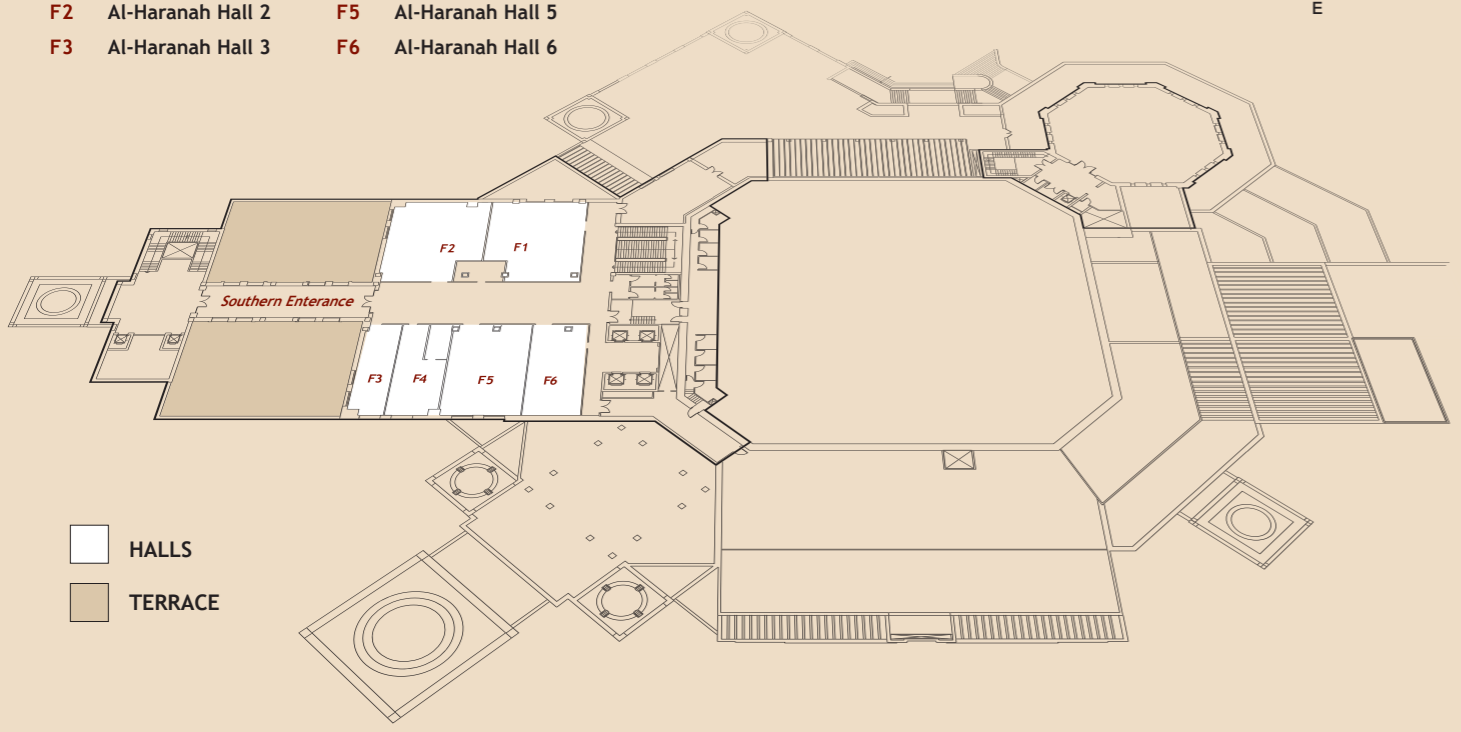 F2 Al-Haranah Hall 2 F5 Al-Haranah Hall 5
F3 Al-Haranah Hall 3 F6 Al-Haranah Hall 6
E
F2 F1
Southern Enterance
F3 F4 F5 F6
HALLS
TERRACE